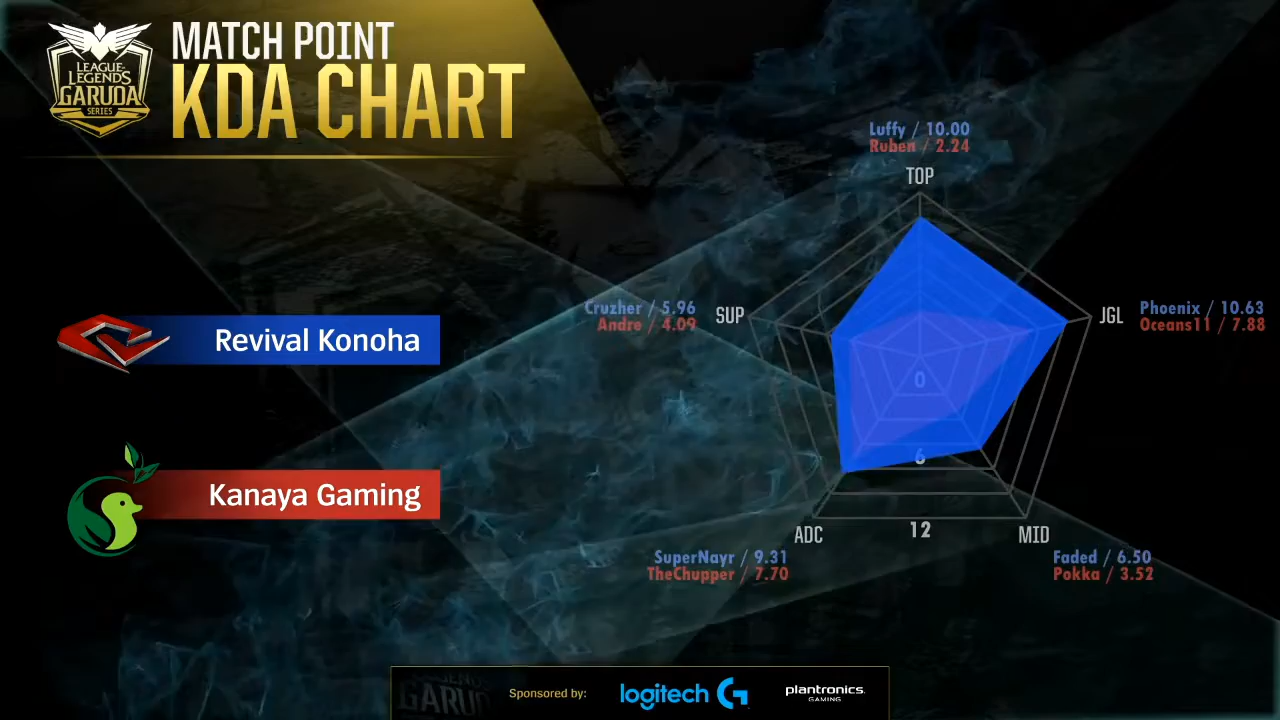 LEAGUE OF
LEGENDS
GARUDA
SERIES
MATCH POINT
KDA CHART
Luffy / 10.00
Ruben / 2.24
TOP
Cruzher / 5.96
Andre / 4.09
SUP
JGL
Phoenix / 10.63
Oceans11 / 7.88
Revival Konoha
0
6
Kanaya Gaming
ADC
12
MID
SuperNayr / 9.31
TheChupper / 7.70
Faded / 6.50
Pokka / 3.52
GARUD
Sponsored by:
logitech G
plantronics.
GAMING